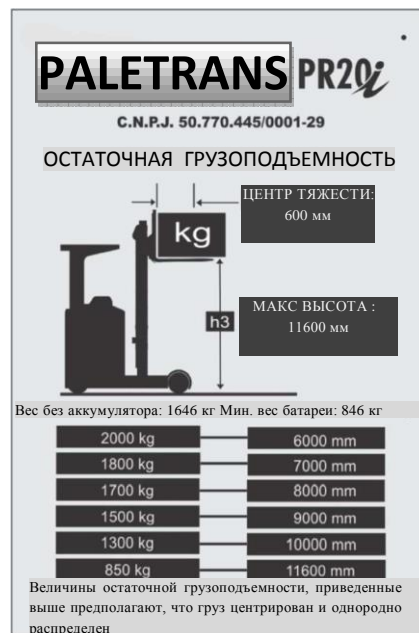 PALETRANS PR20i
C.N.P.J. 50.770.445/0001-29
ОСТАТОЧНАЯ ГРУЗОПОДЪЕМНОСТЬ
ЦЕНТР ТЯЖЕСТИ:
600 мм
kg
h3
МАКС ВЫСОТА :
11600 мм
Вес без аккумулятора: 1646 кг Мин. вес батареи: 846 кг
2000 kg 6000 mm
1800 kg 7000 mm
1700 kg 8000 mm
1500 kg 9000 mm
1300 kg 10000 mm
850 kg 11600 mm
Величины остаточной грузоподъемности, приведенные
выше предполагают, что груз центрирован и однородно
распределен